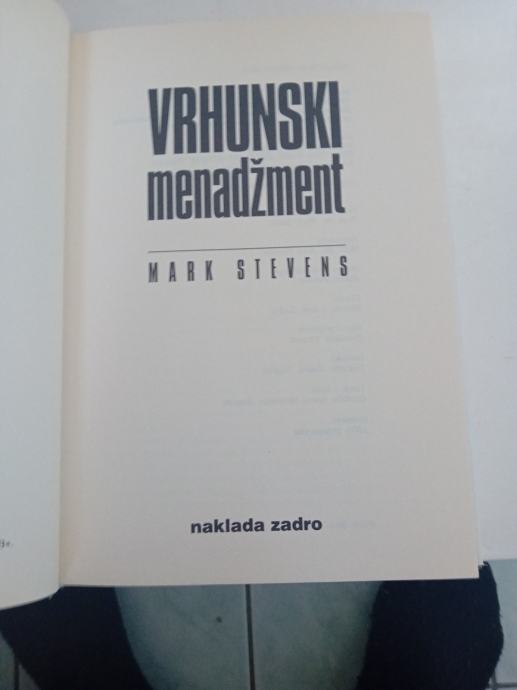 VRHUNSKI
menadžment
MARK STEVENS
naklada zadro